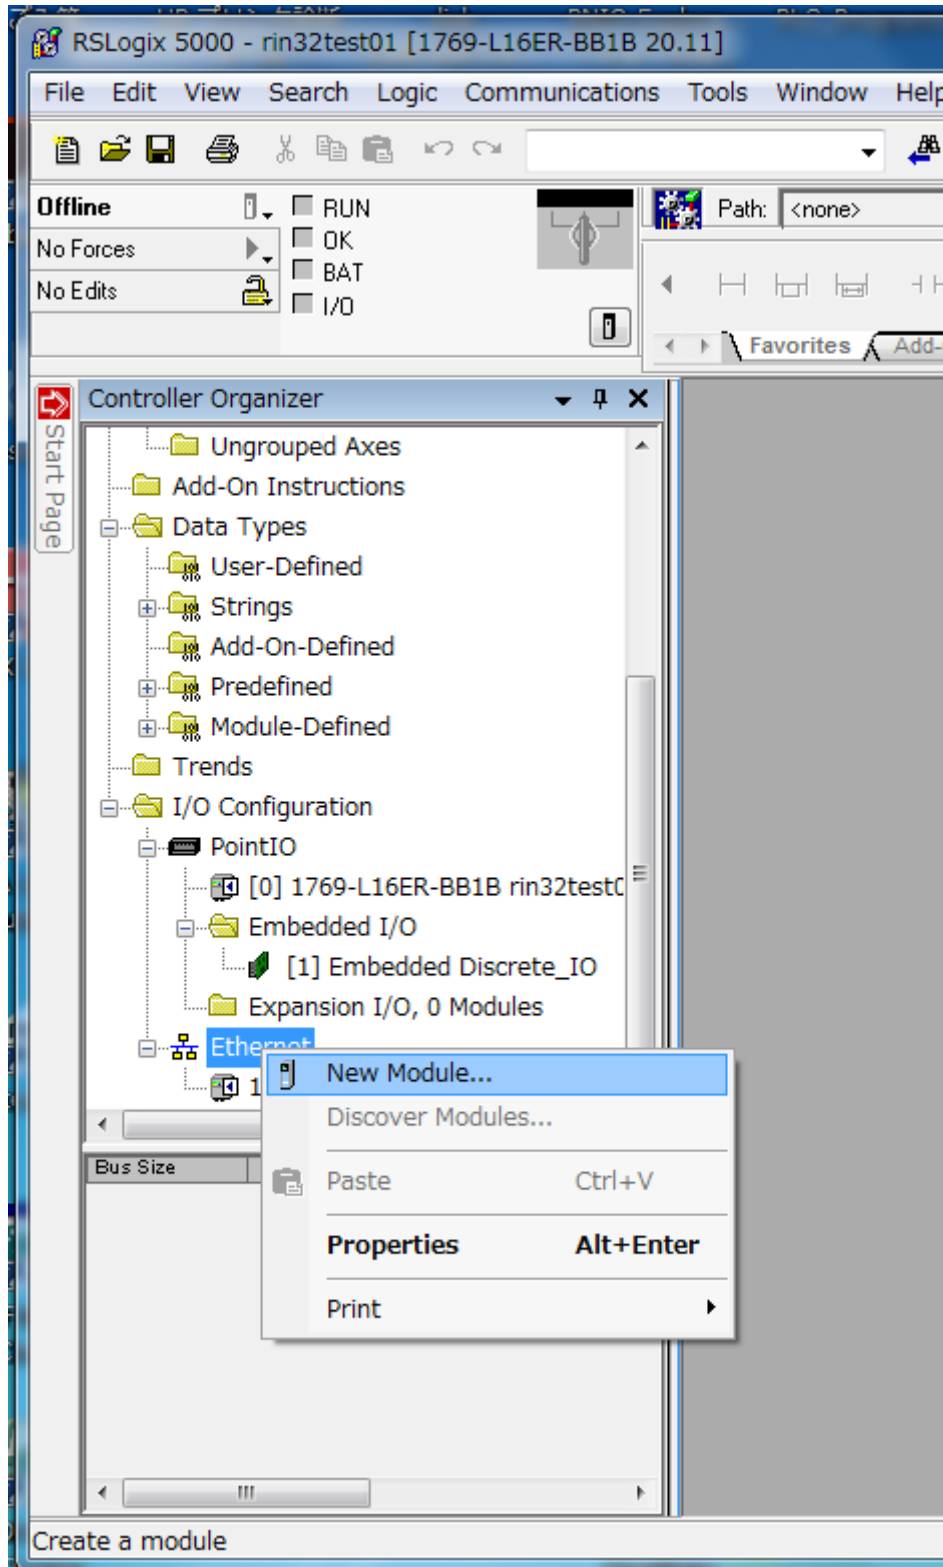 RSLogix 5000 - rin32test01 [1769-L16ER-BB1B 20.11]
File Edit View Search Logic Communications Tools Window Help
Offline
RUN
Path: <none>
No Forces
OK
BAT
No Edits
I/O
Favorites Add-
Start Page
Controller Organizer
Ungrouped Axes
Add-On Instructions
Data Types
User-Defined
Strings
Add-On-Defined
Predefined
Module-Defined
Trends
I/O Configuration
PointIO
[0] 1769-L16ER-BB1B rin32test0
Embedded I/O
[1] Embedded Discrete_IO
Expansion I/O, 0 Modules
Ethernet
1
New Module...
Discover Modules...
Paste Ctrl+V
Properties Alt+Enter
Print
Bus Size
Create a module